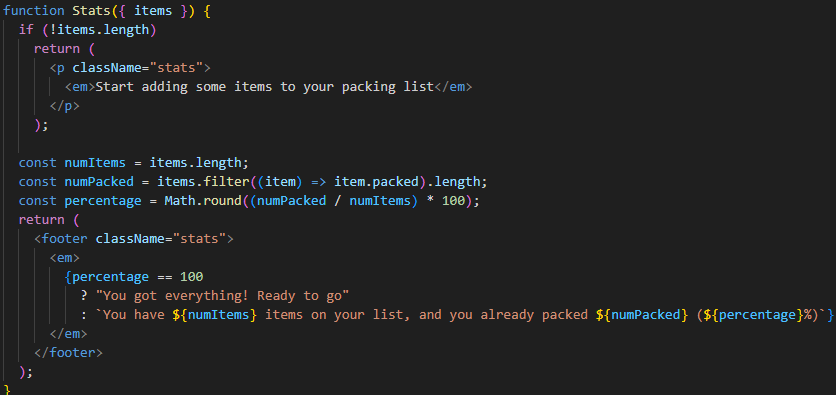 function Stats({ items }) {
  if (!items.length)
    return (
      <p className="stats">
        <em>Start adding some items to your packing list</em>
      </p>
    );

  const numItems = items.length;
  const numPacked = items.filter((item) => item.packed).length;
  const percentage = Math.round((numPacked / numItems) * 100);
  return (
    <footer className="stats">
      <em>
        {percentage == 100
          ? "You got everything! Ready to go"
          : `You have ${numItems} items on your list, and you already packed ${numPacked} (${percentage}%)`}
      </em>
    </footer>
  );
}